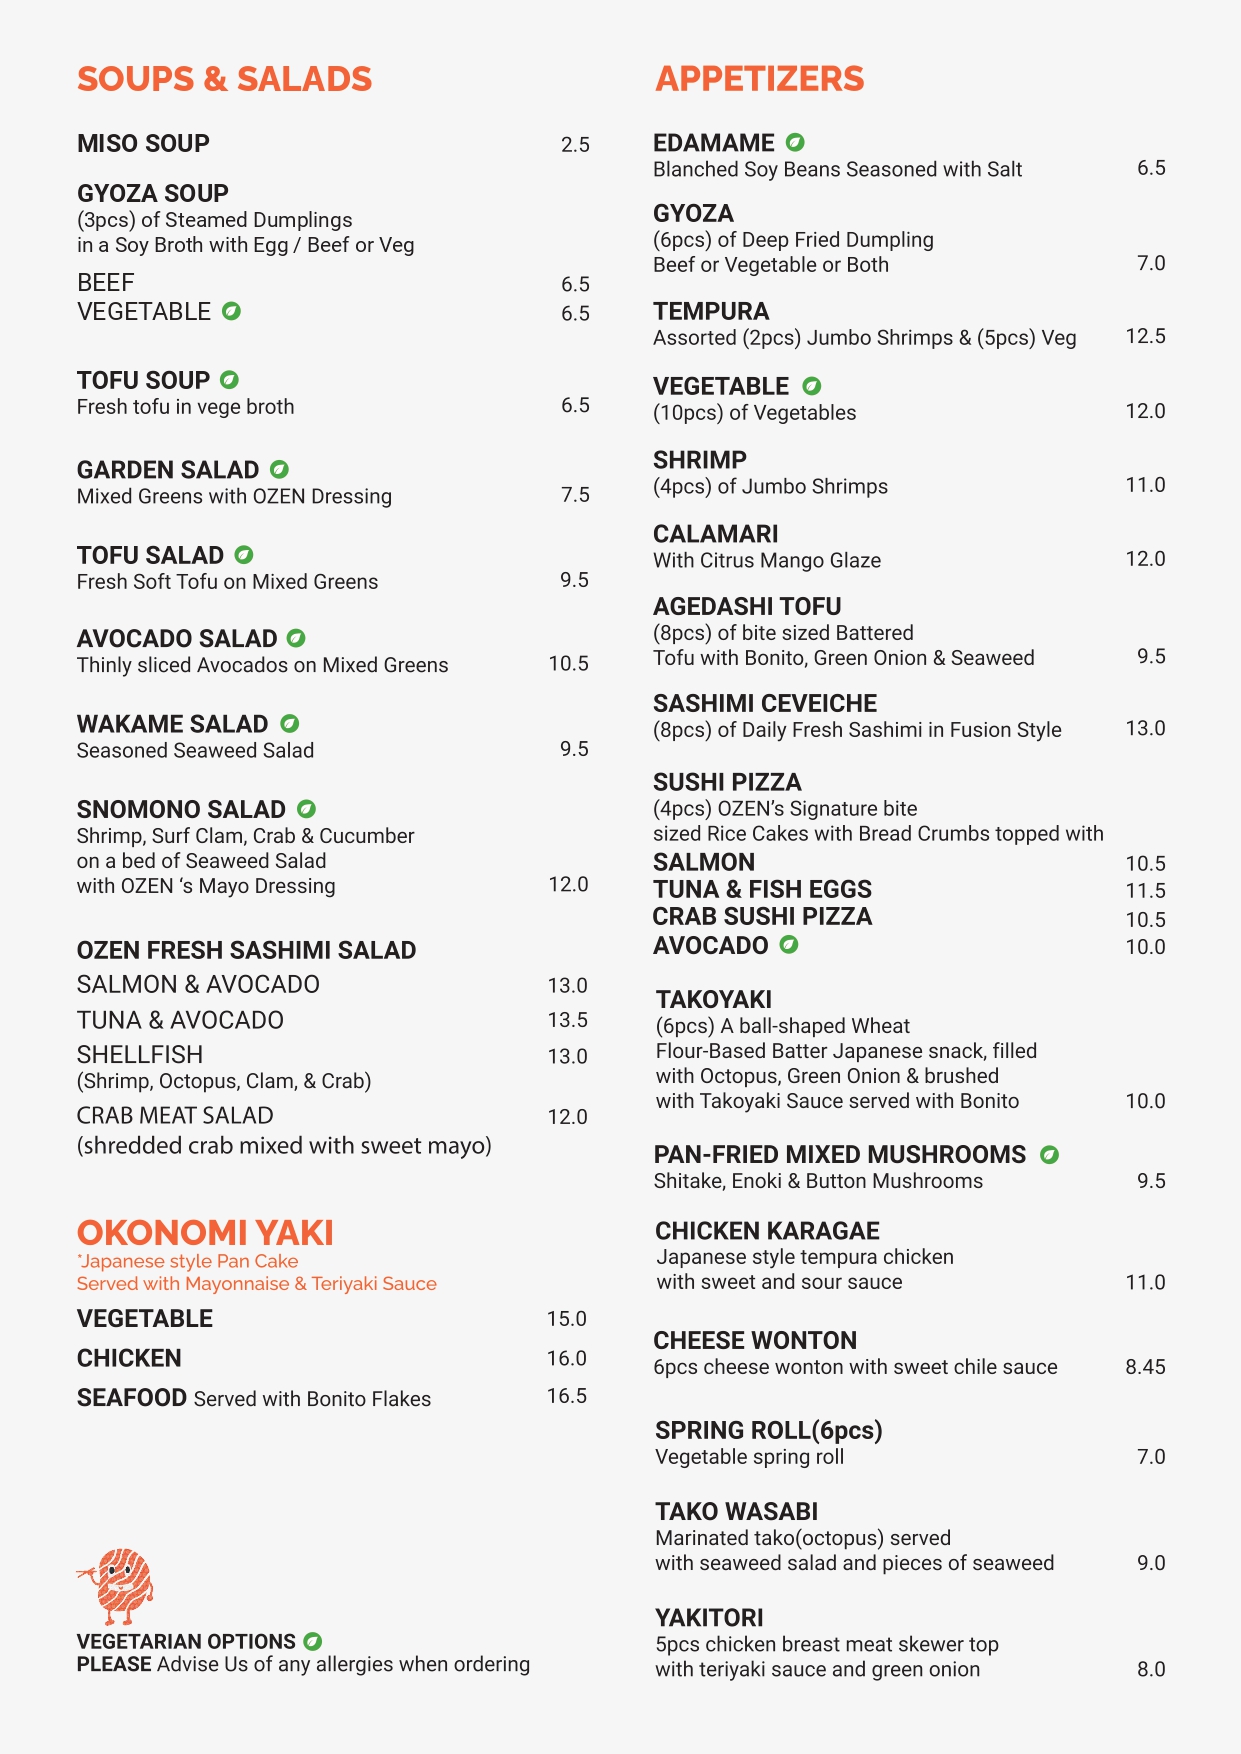 SOUPS & SALADS
MISO SOUP 2.5
GYOZA SOUP
(3pcs) of Steamed Dumplings
in a Soy Broth with Egg / Beef or Veg
BEEF 6.5
VEGETABLE 6.5
TOFU SOUP
Fresh tofu in vege broth 6.5
GARDEN SALAD
Mixed Greens with OZEN Dressing 7.5
TOFU SALAD
Fresh Soft Tofu on Mixed Greens 9.5
AVOCADO SALAD
Thinly sliced Avocados on Mixed Greens 10.5
WAKAME SALAD
Seasoned Seaweed Salad 9.5
SNOMONO SALAD
Shrimp, Surf Clam, Crab & Cucumber
on a bed of Seaweed Salad
with OZEN ‘s Mayo Dressing 12.0
OZEN FRESH SASHIMI SALAD
SALMON & AVOCADO 13.0
TUNA & AVOCADO 13.5
SHELLFISH 13.0
(Shrimp, Octopus, Clam, & Crab)
CRAB MEAT SALAD 12.0
(shredded crab mixed with sweet mayo)
OKONOMI YAKI
*Japanese style Pan Cake
Served with Mayonnaise & Teriyaki Sauce
VEGETABLE 15.0
CHICKEN 16.0
SEAFOOD Served with Bonito Flakes 16.5
VEGETARIAN OPTIONS
PLEASE Advise Us of any allergies when ordering
APPETIZERS
EDAMAME
Blanched Soy Beans Seasoned with Salt 6.5
GYOZA
(6pcs) of Deep Fried Dumpling
Beef or Vegetable or Both 7.0
TEMPURA
Assorted (2pcs) Jumbo Shrimps & (5pcs) Veg 12.5
VEGETABLE
(10pcs) of Vegetables 12.0
SHRIMP
(4pcs) of Jumbo Shrimps 11.0
CALAMARI
With Citrus Mango Glaze 12.0
AGEDASHI TOFU
(8pcs) of bite sized Battered
Tofu with Bonito, Green Onion & Seaweed 9.5
SASHIMI CEVEICHE
(8pcs) of Daily Fresh Sashimi in Fusion Style 13.0
SUSHI PIZZA
(4pcs) OZEN’s Signature bite
sized Rice Cakes with Bread Crumbs topped with
SALMON 10.5
TUNA & FISH EGGS 11.5
CRAB SUSHI PIZZA 10.5
AVOCADO 10.0
TAKOYAKI
(6pcs) A ball-shaped Wheat
Flour-Based Batter Japanese snack, filled
with Octopus, Green Onion & brushed
with Takoyaki Sauce served with Bonito 10.0
PAN-FRIED MIXED MUSHROOMS
Shitake, Enoki & Button Mushrooms 9.5
CHICKEN KARAGAE
Japanese style tempura chicken
with sweet and sour sauce 11.0
CHEESE WONTON
6pcs cheese wonton with sweet chile sauce 8.45
SPRING ROLL(6pcs)
Vegetable spring roll 7.0
TAKO WASABI
Marinated tako(octopus) served
with seaweed salad and pieces of seaweed 9.0
YAKITORI
5pcs chicken breast meat skewer top
with teriyaki sauce and green onion 8.0